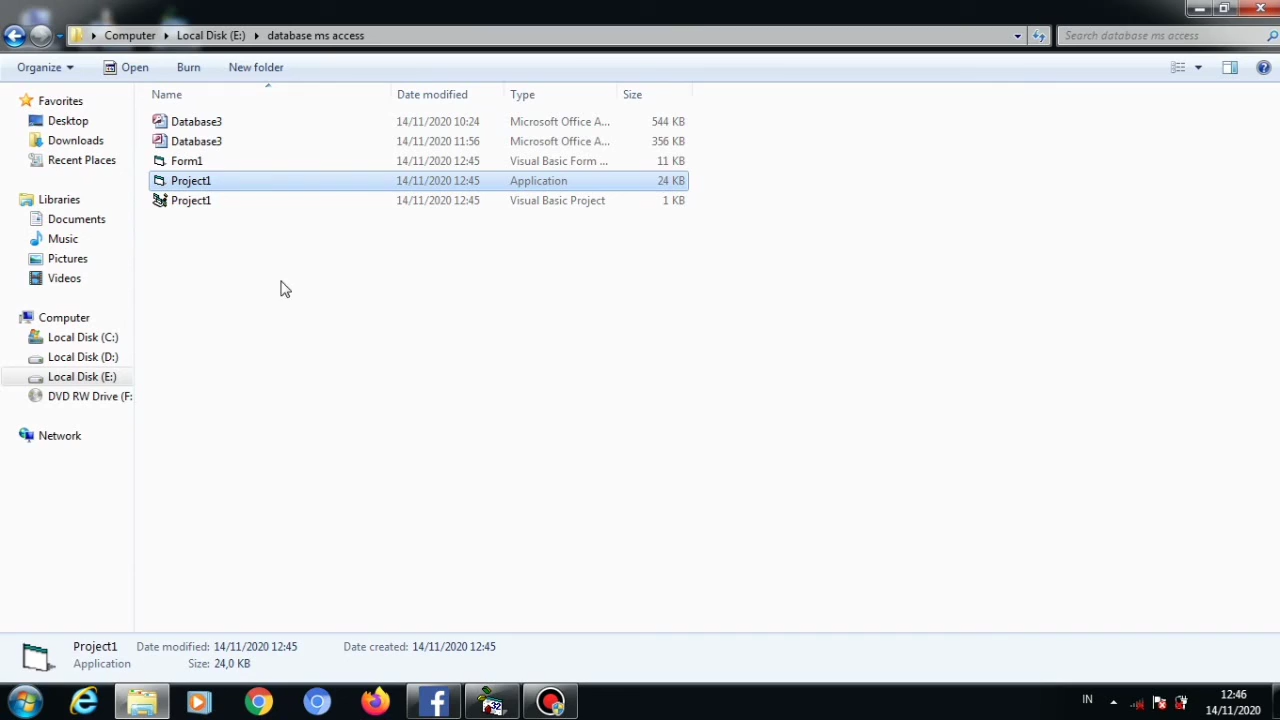 Computer Local Disk (E:) database ms access
Search database ms access
Organize Open Burn New folder
Name Date modified Type Size
Favorites
Desktop
Downloads
Recent Places
Libraries
Documents
Music
Pictures
Videos
Computer
Local Disk (C:)
Local Disk (D:)
Local Disk (E:)
DVD RW Drive (F:
Network
Database3 14/11/2020 10:24 Microsoft Office A... 544 KB
Database3 14/11/2020 11:56 Microsoft Office A... 356 KB
Form1 14/11/2020 12:45 Visual Basic Form ... 11 KB
Project1 14/11/2020 12:45 Application 24 KB
Project1 14/11/2020 12:45 Visual Basic Project 1 KB
Project1 Date modified: 14/11/2020 12:45 Date created: 14/11/2020 12:45
Application Size: 24,0 KB
IN 12:46
14/11/2020